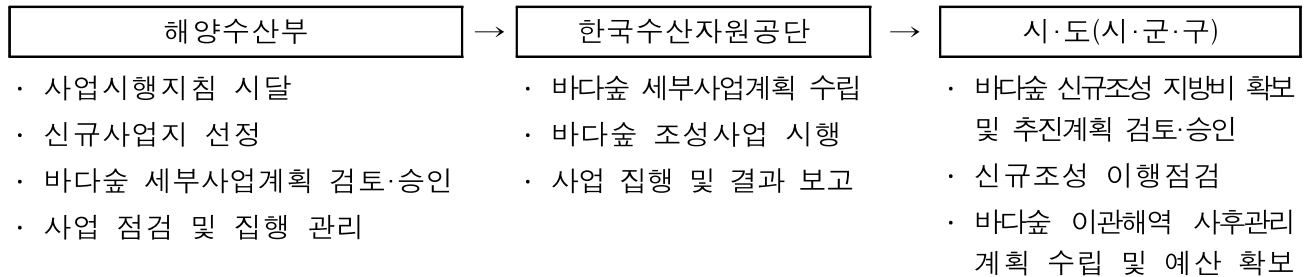 해양수산부 → 한국수산자원공단 → 시·도(시·군·구)
· 사업시행지침 시달
· 신규사업지 선정
· 바다숲 세부사업계획 검토·승인
· 사업 점검 및 집행 관리
· 바다숲 세부사업계획 수립
· 바다숲 조성사업 시행
· 사업 집행 및 결과 보고
· 바다숲 신규조성 지방비 확보
및 추진계획 검토·승인
· 신규조성 이행점검
· 바다숲 이관해역 사후관리
계획 수립 및 예산 확보